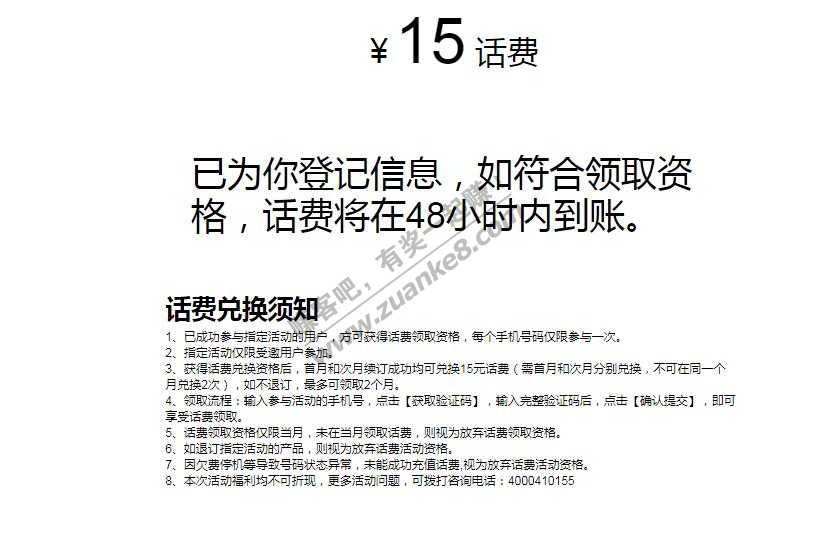 ¥ 15 话费
已为你登记信息，如符合领取资
格，话费将在48小时内到账。
赚客吧，有奖一起赚！
www.zuanke8.com
话费兑换须知
1、已成功参与指定活动的用户，方可获得话费领取资格，每个手机号码仅限参与一次。
2、指定活动仅限受邀用户参加。
3、获得话费兑换资格后，首月和次月续订成功均可兑换15元话费（需首月和次月分别兑换，不可在同一个
月兑换2次），如不退订，最多可领取2个月。
4、领取流程：输入参与活动的手机号，点击【获取验证码】，输入完整验证码后，点击【确认提交】，即可
享受话费领取。
5、话费领取资格仅限当月，未在当月领取话费，则视为放弃话费领取资格。
6、如退订指定活动的产品，则视为放弃话费活动资格。
7、因欠费停机等导致号码状态异常，未能成功充值话费,视为放弃话费活动资格。
8、本次活动福利均不可折现，更多活动问题，可拨打咨询电话：4000410155